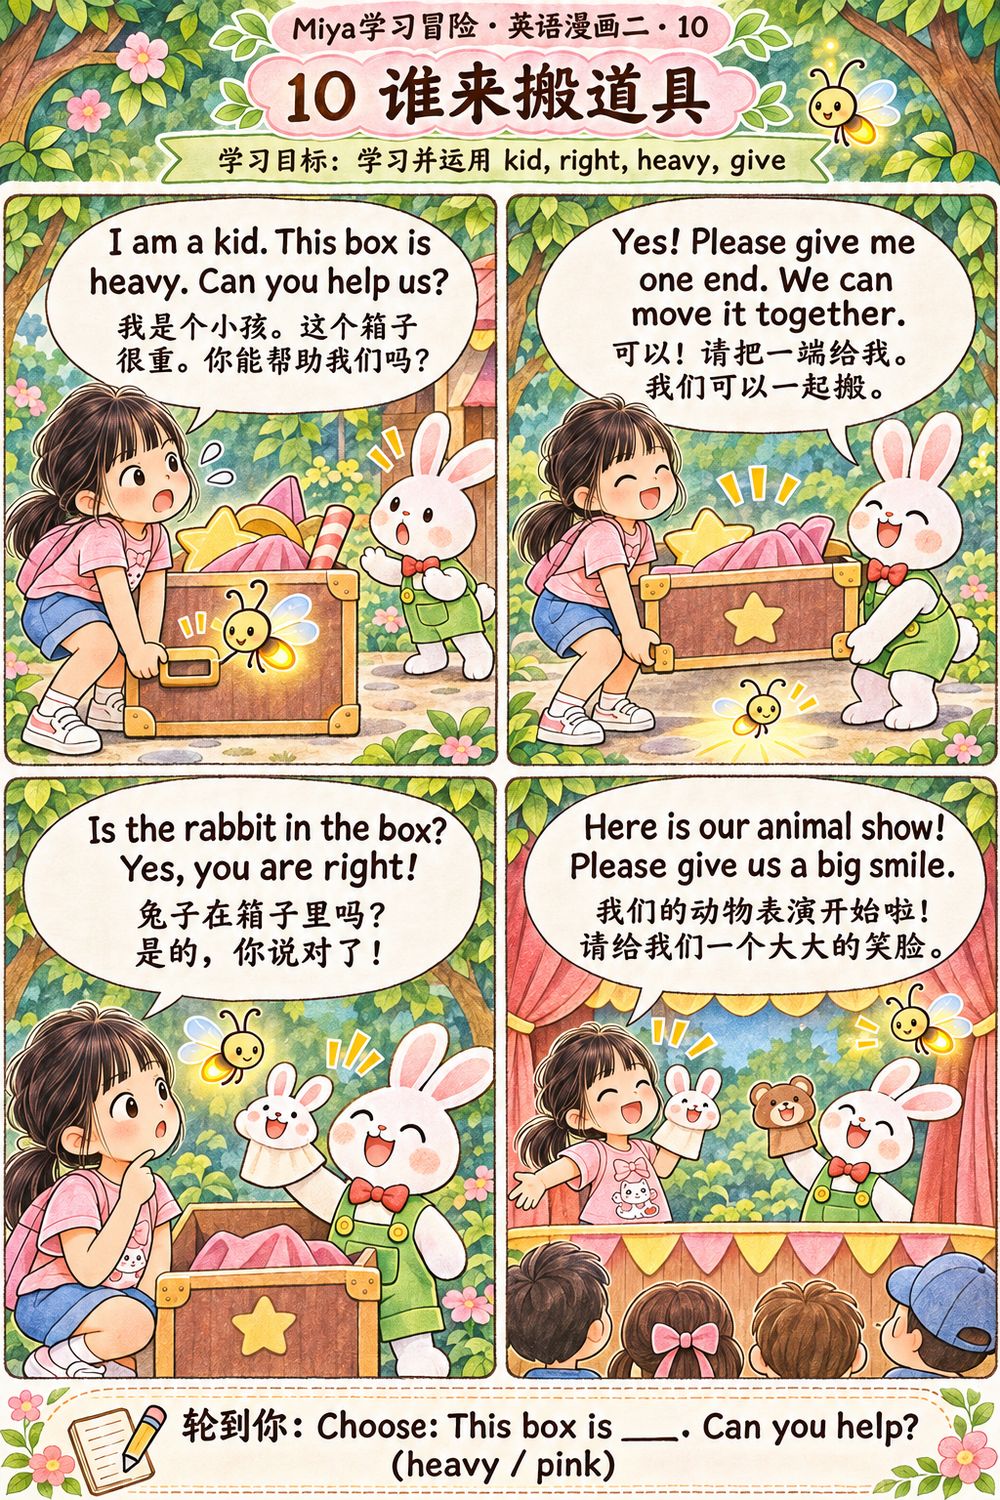 Miya学习冒险·英语漫画二·10
10 谁来搬道具
学习目标：学习并运用 kid, right, heavy, give
I am a kid. This box is
heavy. Can you help us?
我是个小孩。这个箱子
很重。你能帮助我们吗？
Yes! Please give me
one end. We can
move it together.
可以！请把一端给我。
我们可以一起搬。
Is the rabbit in the box?
Yes, you are right!
兔子在箱子里吗？
是的，你说对了！
Here is our animal show!
Please give us a big smile.
我们的动物表演开始啦！
请给我们一个大大的笑脸。
轮到你：Choose: This box is ___. Can you help?
(heavy / pink)